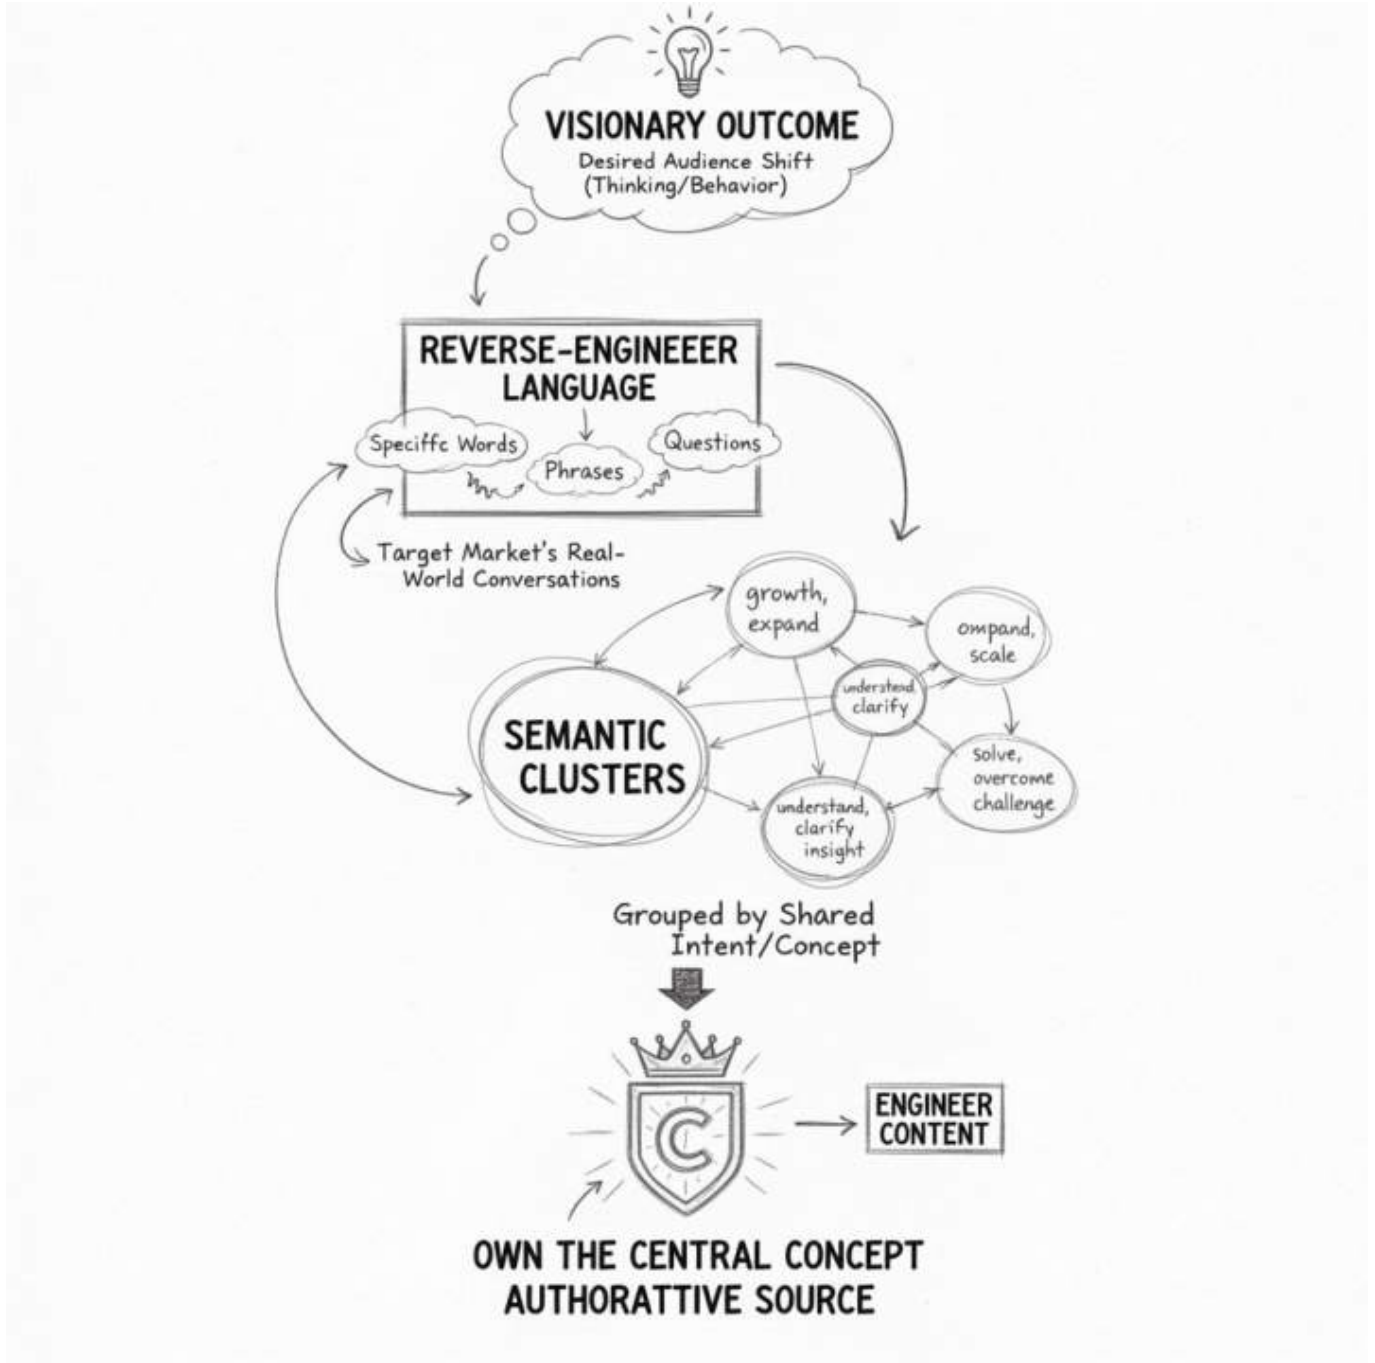 VISIONARY OUTCOME
Desired Audience Shift
(Thinking/Behavior)
REVERSE-ENGINEEER
LANGUAGE
Speciffc Words
Phrases
Questions
Target Market's Real-
World Conversations
growth,
expand
ompand,
scale
understead
clarify
SEMANTIC
CLUSTERS
solve,
overcome
challenge
understand,
clarify
insight
Grouped by Shared
Intent/Concept
C
ENGINEER
CONTENT
OWN THE CENTRAL CONCEPT
AUTHORATTIVE SOURCE